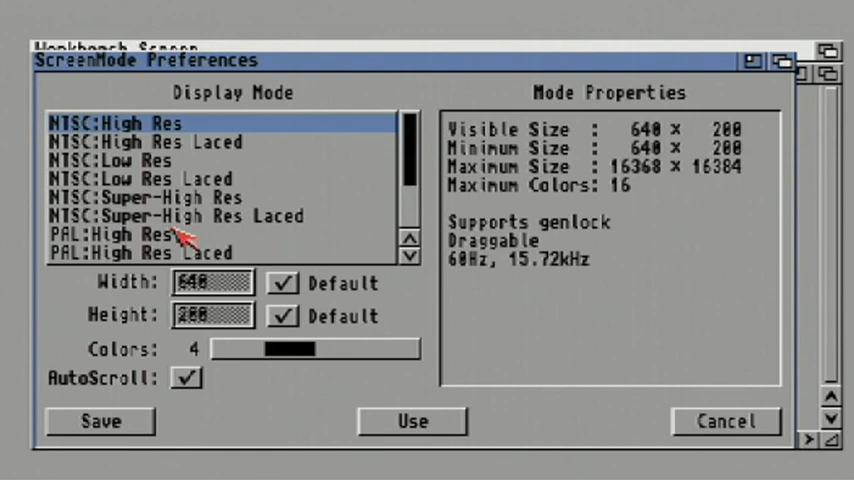 Workbench Screen
ScreenMode Preferences
Display Mode
NTSC:High Res
NTSC:High Res Laced
NTSC:Low Res
NTSC:Low Res Laced
NTSC:Super-High Res
NTSC:Super-High Res Laced
PAL:High Res
PAL:High Res Laced
Width: 640 Default
Height: 200 Default
Colors: 4
AutoScroll:
Mode Properties
Visible Size : 640 x 200
Minimum Size : 640 x 200
Maximum Size : 16368 x 16384
Maximum Colors: 16
Supports genlock
Draggable
60Hz, 15.72kHz
Save Use Cancel